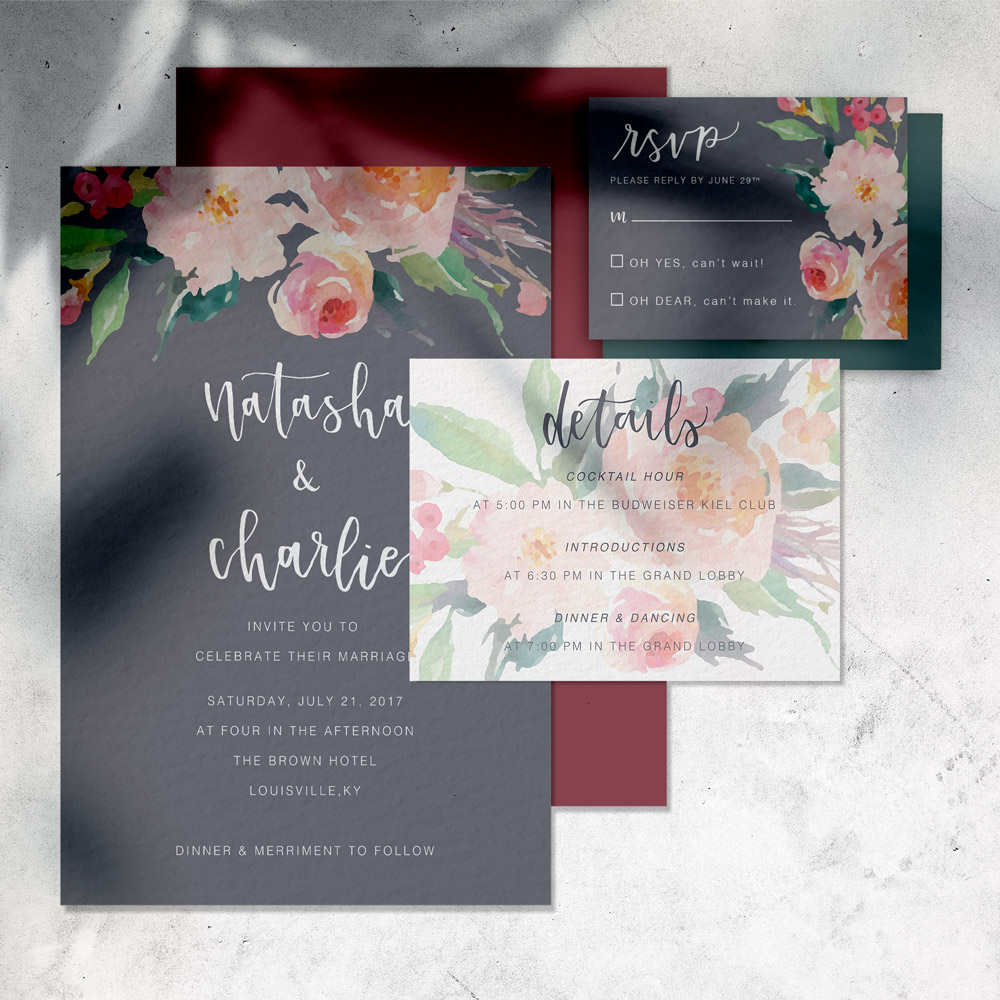 natasha
&
charlie
INVITE YOU TO
CELEBRATE THEIR MARRIAG
SATURDAY, JULY 21, 2017
AT FOUR IN THE AFTERNOON
THE BROWN HOTEL
LOUISVILLE,KY
DINNER & MERRIMENT TO FOLLOW
rsvp
PLEASE REPLY BY JUNE 29TH
m
OH YES, can't wait!
OH DEAR, can't make it.
details
COCKTAIL HOUR
AT 5:00 PM IN THE BUDWEISER KIEL CLUB
INTRODUCTIONS
AT 6:30 PM IN THE GRAND LOBBY
DINNER & DANCING
AT 7:00 PM IN THE GRAND LOBBY